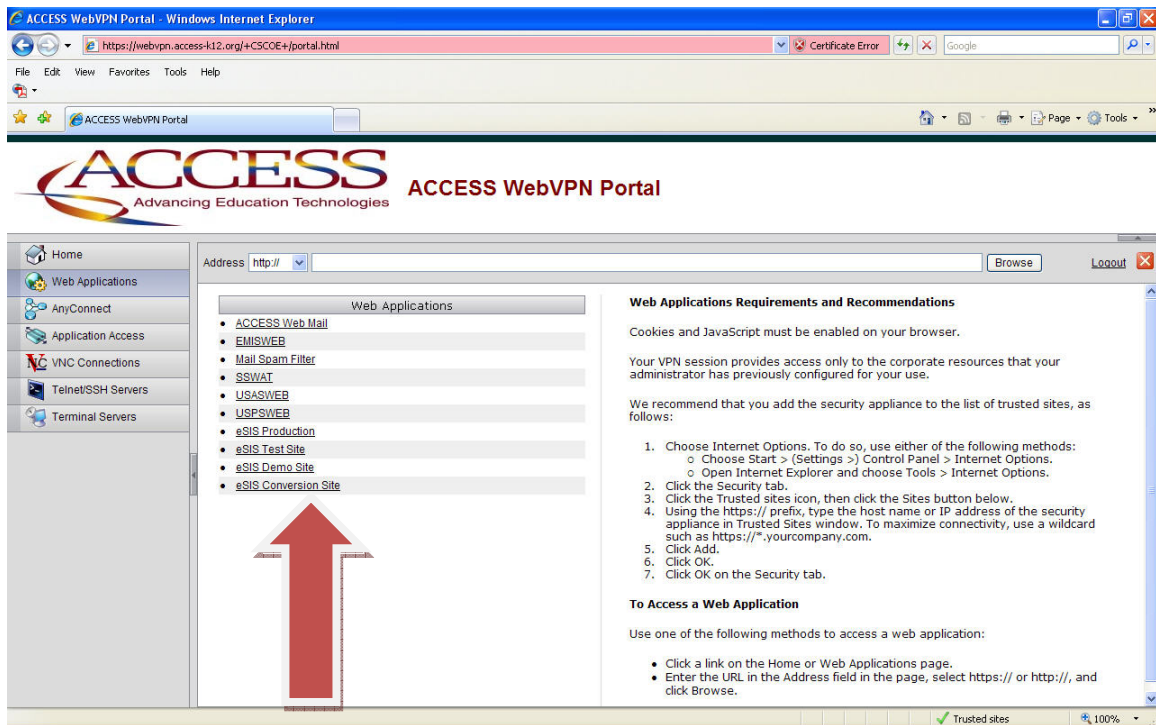 ACCESS WebVPN Portal - Windows Internet Explorer
https://webvpn.access-k12.org/+CSCOE+/portal.html
Certificate Error
Google
File Edit View Favorites Tools Help
ACCESS WebVPN Portal
Page
Tools
ACCESS
Advancing Education Technologies
ACCESS WebVPN Portal
Home
Web Applications
AnyConnect
Application Access
VNC Connections
Telnet/SSH Servers
Terminal Servers
Address http:// Browse Logout
Web Applications
• ACCESS Web Mail
• EMISWEB
• Mail Spam Filter
• SSWAT
• USASWEB
• USPSWEB
• eSIS Production
• eSIS Test Site
• eSIS Demo Site
• eSIS Conversion Site
Web Applications Requirements and Recommendations
Cookies and JavaScript must be enabled on your browser.
Your VPN session provides access only to the corporate resources that your
administrator has previously configured for your use.
We recommend that you add the security appliance to the list of trusted sites, as
follows:
1. Choose Internet Options. To do so, use either of the following methods:
o Choose Start > (Settings >) Control Panel > Internet Options.
o Open Internet Explorer and choose Tools > Internet Options.
2. Click the Security tab.
3. Click the Trusted sites icon, then click the Sites button below.
4. Using the https:// prefix, type the host name or IP address of the security
appliance in Trusted Sites window. To maximize connectivity, use a wildcard
such as https://*.yourcompany.com.
5. Click Add.
6. Click OK.
7. Click OK on the Security tab.
To Access a Web Application
Use one of the following methods to access a web application:
• Click a link on the Home or Web Applications page.
• Enter the URL in the Address field in the page, select https:// or http://, and
click Browse.
Trusted sites
100%